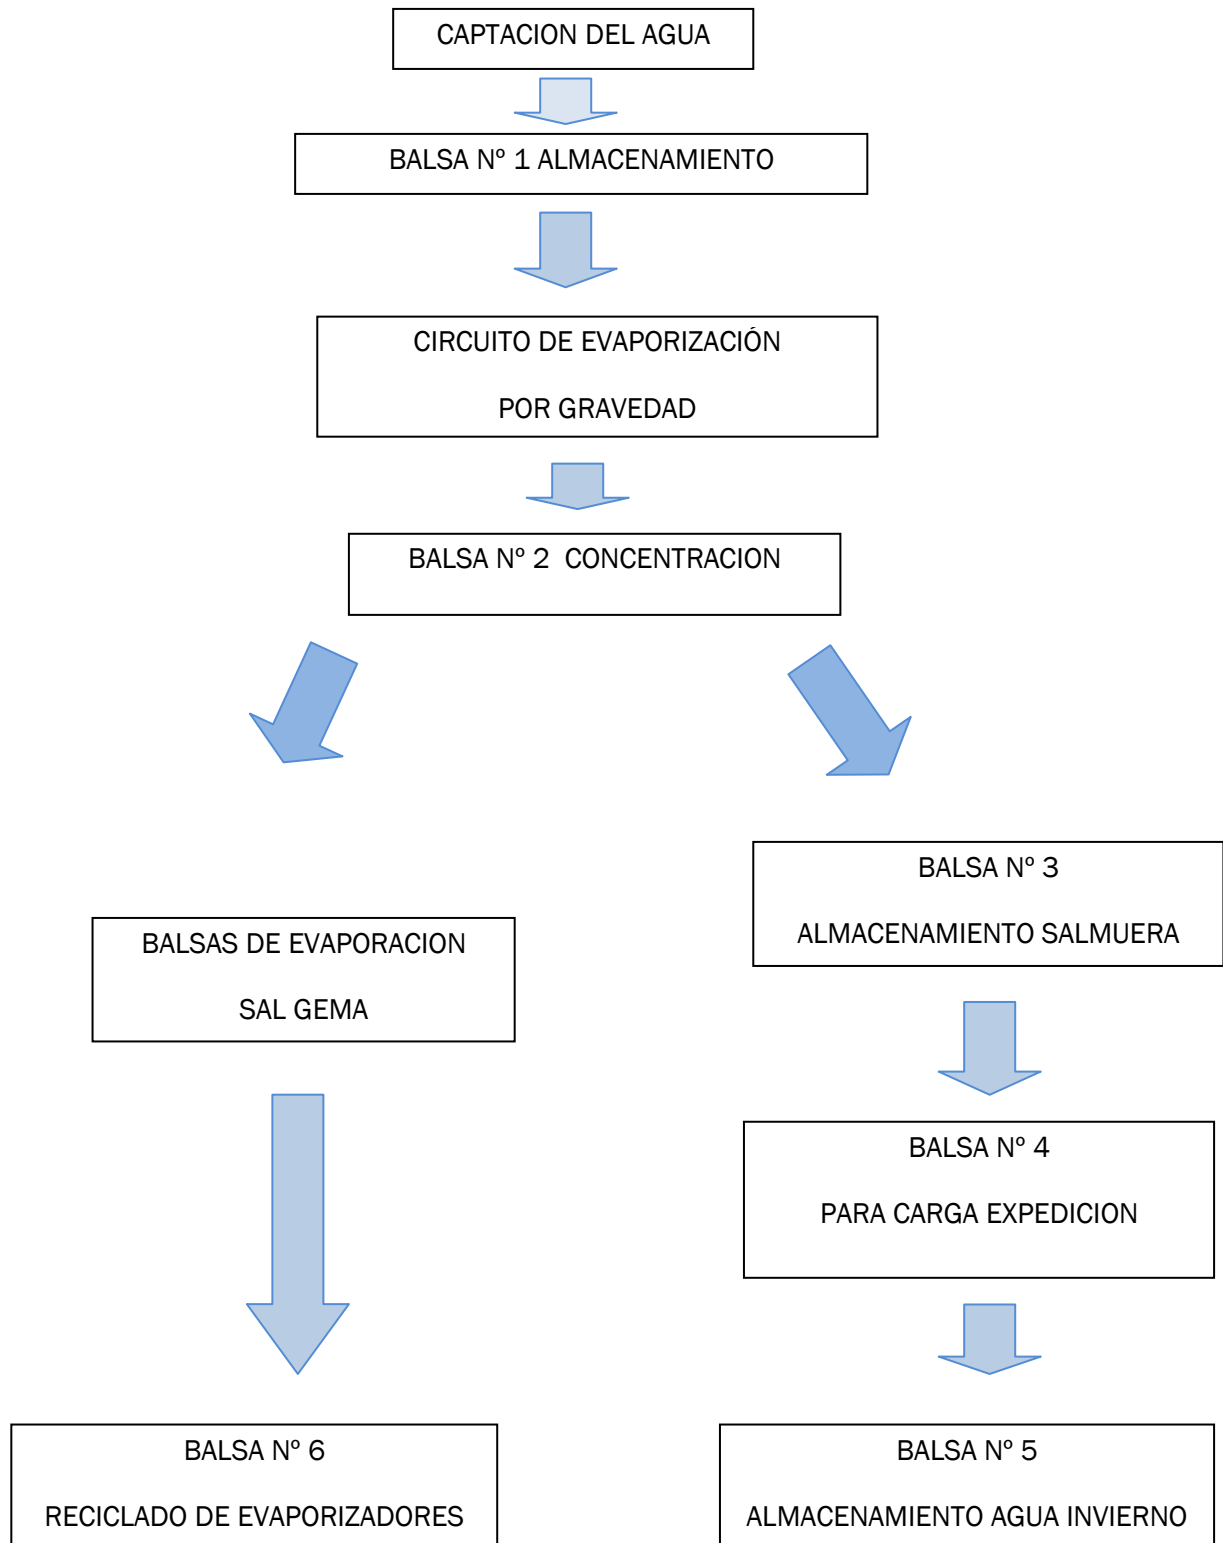 CAPTACION DEL AGUA
BALSA Nº 1 ALMACENAMIENTO
CIRCUITO DE EVAPORIZACIÓN
POR GRAVEDAD
BALSA Nº 2 CONCENTRACION
BALSAS DE EVAPORACION
SAL GEMA
BALSA Nº 3
ALMACENAMIENTO SALMUERA
BALSA Nº 4
PARA CARGA EXPEDICION
BALSA Nº 6
RECICLADO DE EVAPORIZADORES
BALSA Nº 5
ALMACENAMIENTO AGUA INVIERNO